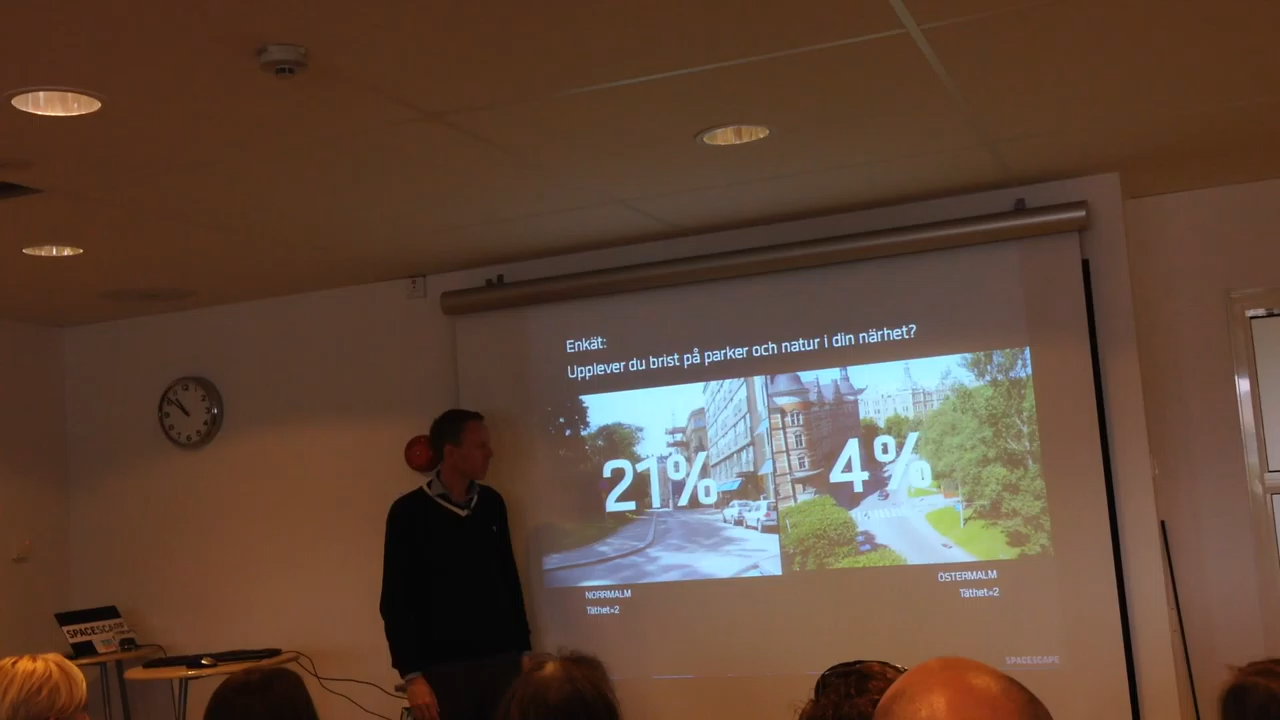 Enkät:
Upplever du brist på parker och natur i din närhet?
21%
4%
NORRMALM
Täthet=2
ÖSTERMALM
Täthet=2
SPACESCAPE
SPACESCAPE